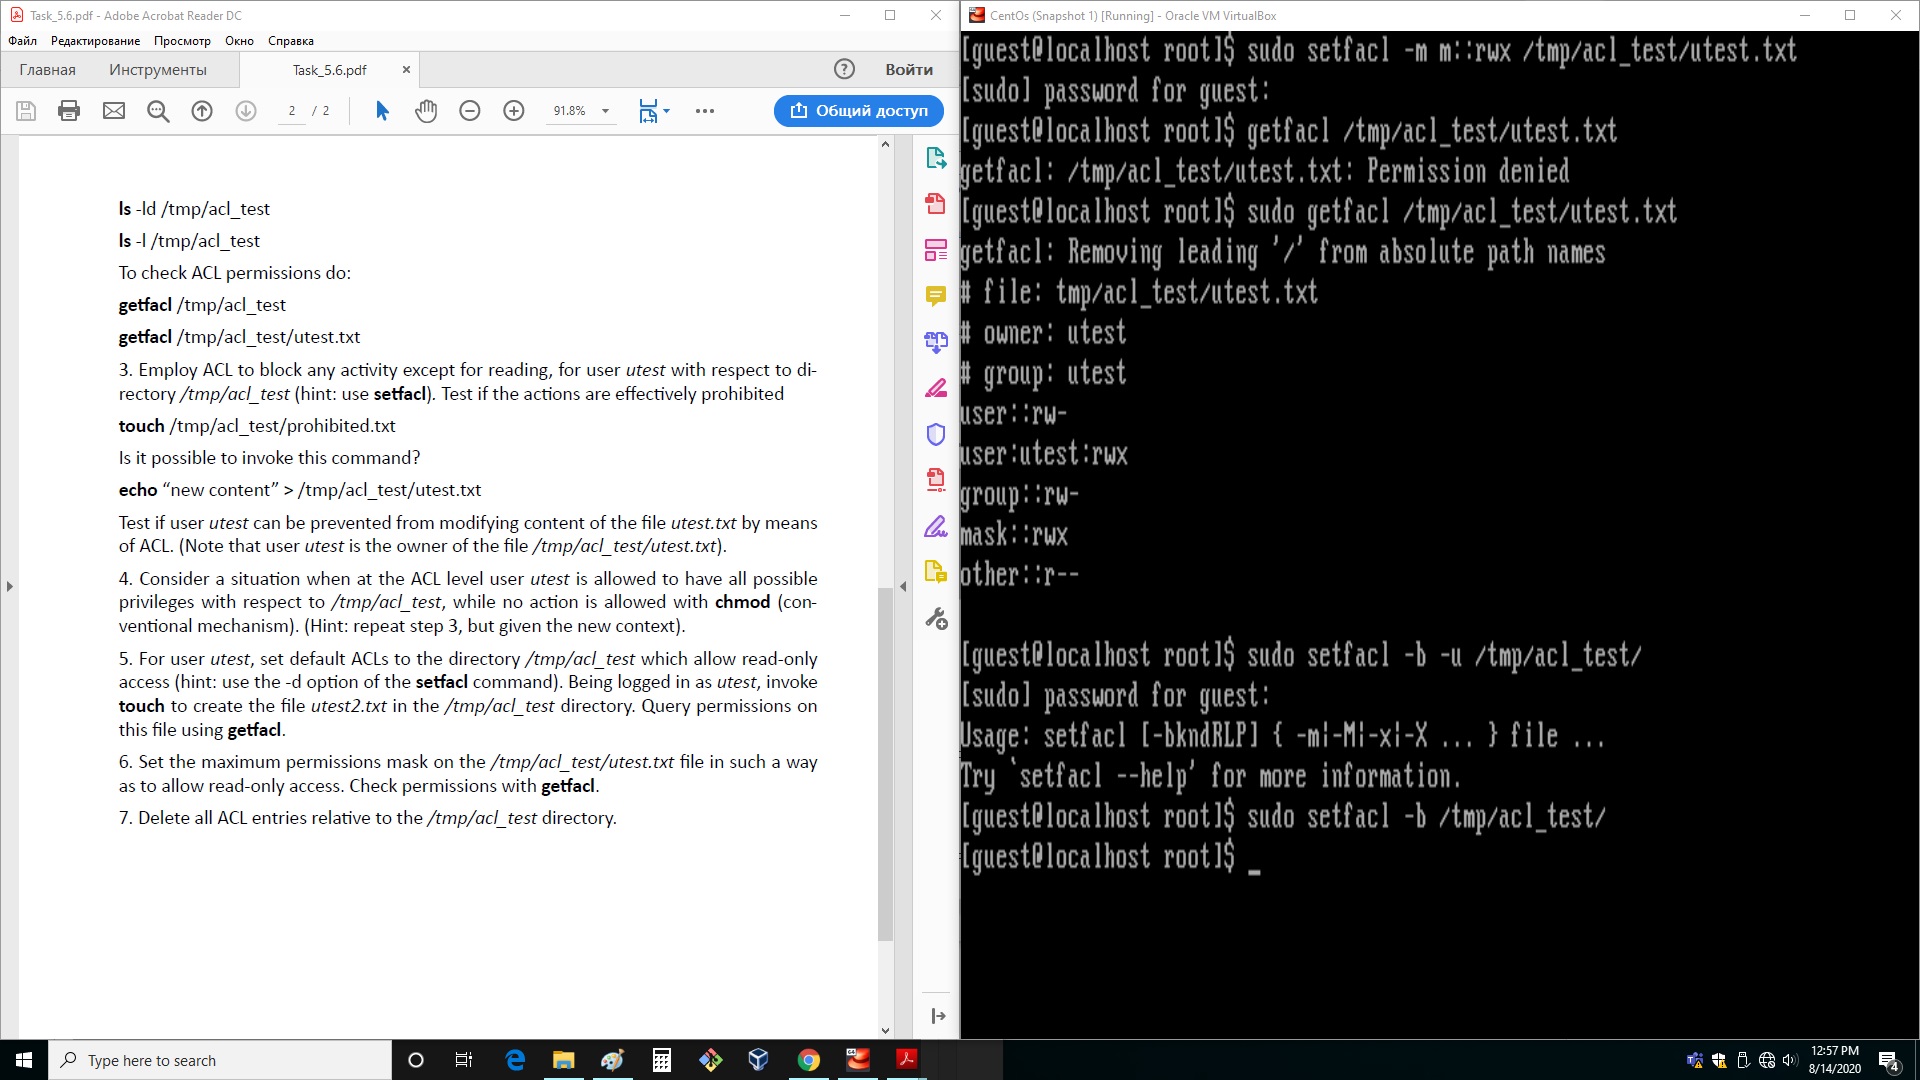 Task_5.6.pdf - Adobe Acrobat Reader DC
Файл Редактирование Просмотр Окно Справка
Главная Инструменты Task_5.6.pdf × ? Войти
2 / 2 91.8% Общий доступ
ls -ld /tmp/acl_test
ls -l /tmp/acl_test
To check ACL permissions do:
getfacl /tmp/acl_test
getfacl /tmp/acl_test/utest.txt
3. Employ ACL to block any activity except for reading, for user utest with respect to di-
rectory /tmp/acl_test (hint: use setfacl). Test if the actions are effectively prohibited
touch /tmp/acl_test/prohibited.txt
Is it possible to invoke this command?
echo “new content” > /tmp/acl_test/utest.txt
Test if user utest can be prevented from modifying content of the file utest.txt by means
of ACL. (Note that user utest is the owner of the file /tmp/acl_test/utest.txt).
4. Consider a situation when at the ACL level user utest is allowed to have all possible
privileges with respect to /tmp/acl_test, while no action is allowed with chmod (con-
ventional mechanism). (Hint: repeat step 3, but given the new context).
5. For user utest, set default ACLs to the directory /tmp/acl_test which allow read-only
access (hint: use the -d option of the setfacl command). Being logged in as utest, invoke
touch to create the file utest2.txt in the /tmp/acl_test directory. Query permissions on
this file using getfacl.
6. Set the maximum permissions mask on the /tmp/acl_test/utest.txt file in such a way
as to allow read-only access. Check permissions with getfacl.
7. Delete all ACL entries relative to the /tmp/acl_test directory.
CentOs (Snapshot 1) [Running] - Oracle VM VirtualBox
[guest@localhost root]$ sudo setfacl -m m::rwx /tmp/acl_test/utest.txt
[sudo] password for guest:
[guest@localhost root]$ getfacl /tmp/acl_test/utest.txt
getfacl: /tmp/acl_test/utest.txt: Permission denied
[guest@localhost root]$ sudo getfacl /tmp/acl_test/utest.txt
getfacl: Removing leading '/' from absolute path names
# file: tmp/acl_test/utest.txt
# owner: utest
# group: utest
user::rw-
user:utest:rwx
group::rw-
mask::rwx
other::r--
[guest@localhost root]$ sudo setfacl -b -u /tmp/acl_test/
[sudo] password for guest:
Usage: setfacl [-bkndRLP] { -m|-M|-x|-X ... } file ...
Try `setfacl --help' for more information.
[guest@localhost root]$ sudo setfacl -b /tmp/acl_test/
[guest@localhost root]$ _
Type here to search
64
12:57 PM
8/14/2020
4